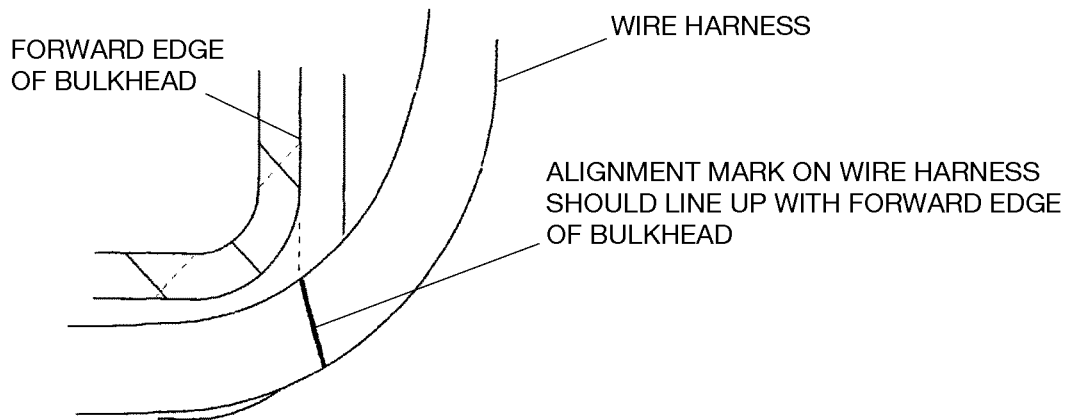 WIRE HARNESS
FORWARD EDGE
OF BULKHEAD
ALIGNMENT MARK ON WIRE HARNESS
SHOULD LINE UP WITH FORWARD EDGE
OF BULKHEAD